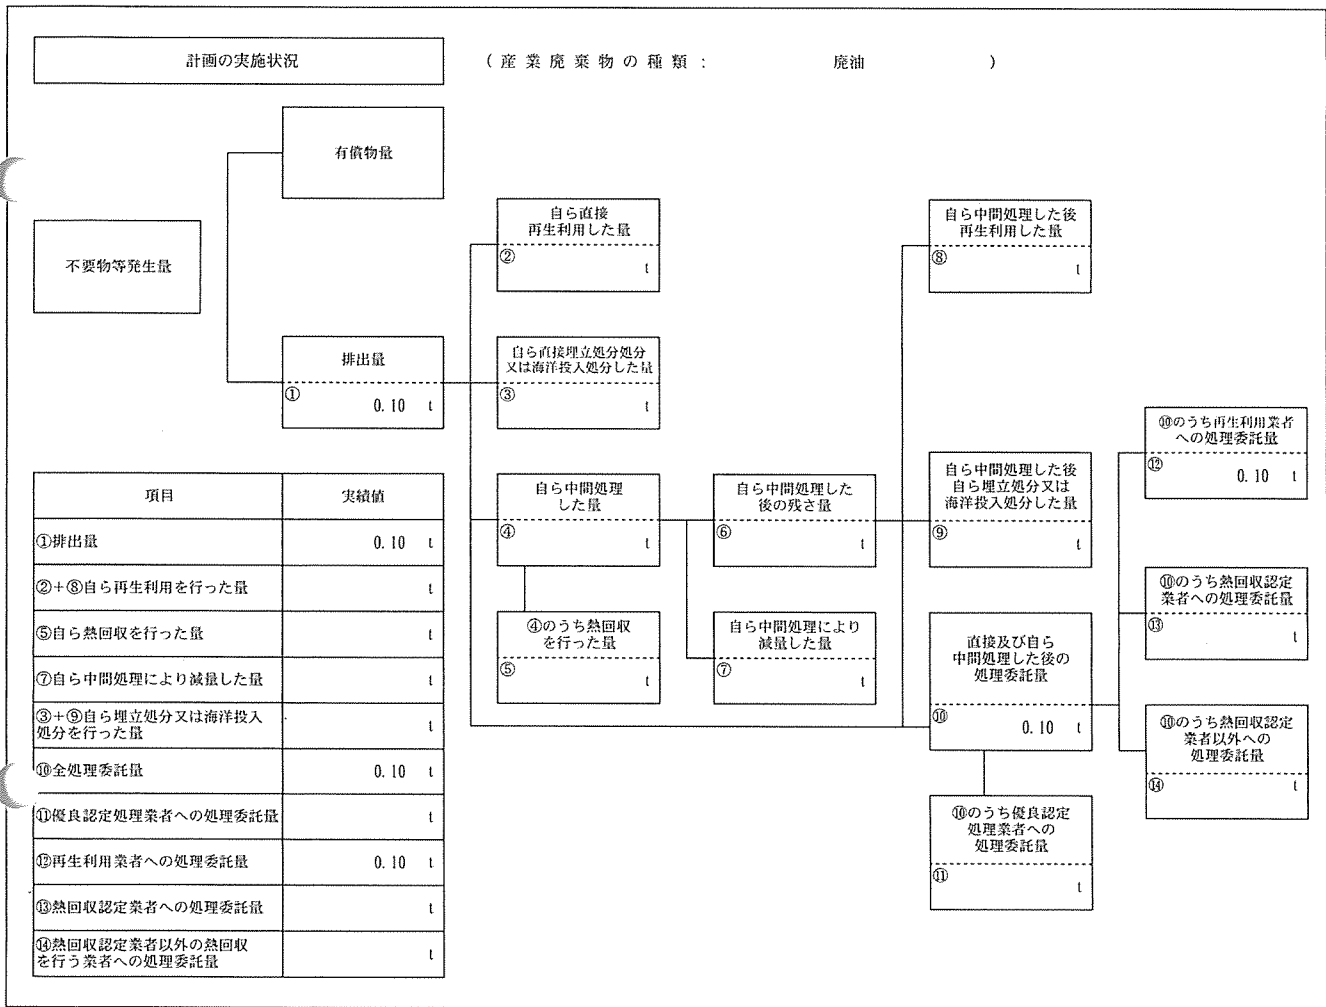 計画の実施状況
(産業廃棄物の種類: 廃油 )
有償物量
不要物等発生量
排出量
① 0.10 t
自ら直接
再生利用した量
② t
自ら直接埋立処分処分
又は海洋投入処分した量
③ t
自ら中間処理
した量
④ t
④のうち熱回収
を行った量
⑤ t
自ら中間処理した
後の残さ量
⑥ t
自ら中間処理により
減量した量
⑦ t
自ら中間処理した後
再生利用した量
⑧ t
自ら中間処理した後
自ら埋立処分又は
海洋投入処分した量
⑨ t
直接及び自ら
中間処理した後の
処理委託量
⑩ 0.10 t
⑩のうち優良認定
処理業者への
処理委託量
⑪ t
⑩のうち再生利用業者
への処理委託量
⑫ 0.10 t
⑩のうち熱回収認定
業者への処理委託量
⑬ t
⑩のうち熱回収認定
業者以外への
処理委託量
⑭ t
項目 実績値
①排出量 0.10 t
②+⑧自ら再生利用を行った量 t
⑤自ら熱回収を行った量 t
⑦自ら中間処理により減量した量 t
③+⑨自ら埋立処分又は海洋投入
処分を行った量 t
⑩全処理委託量 0.10 t
⑪優良認定処理業者への処理委託量 t
⑫再生利用業者への処理委託量 0.10 t
⑬熱回収認定業者への処理委託量 t
⑭熱回収認定業者以外の熱回収
を行う業者への処理委託量 t